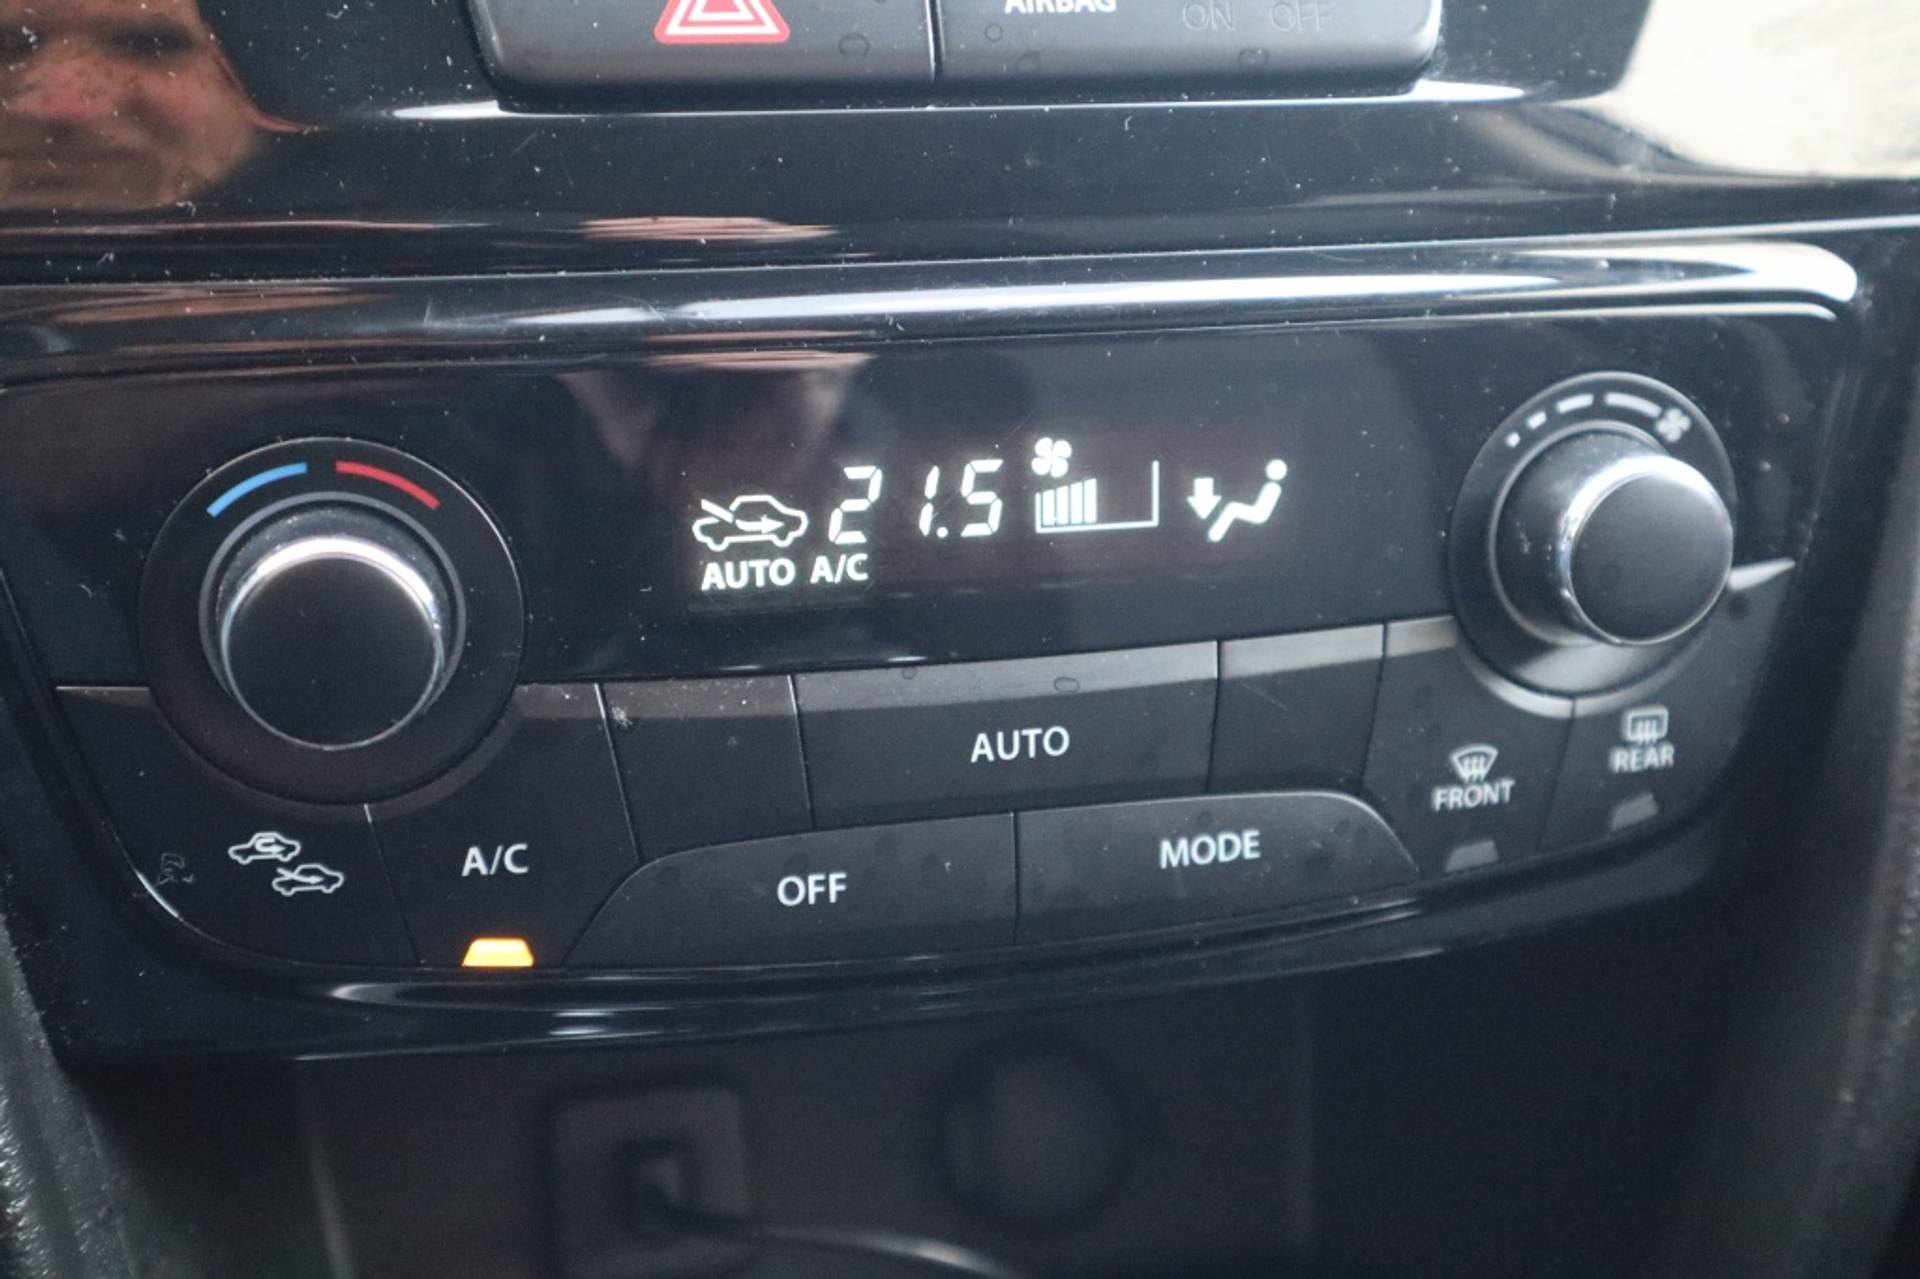 AIRBAG ON OFF
21.5
AUTO A/C
AUTO
REAR
FRONT
MODE
A/C
OFF